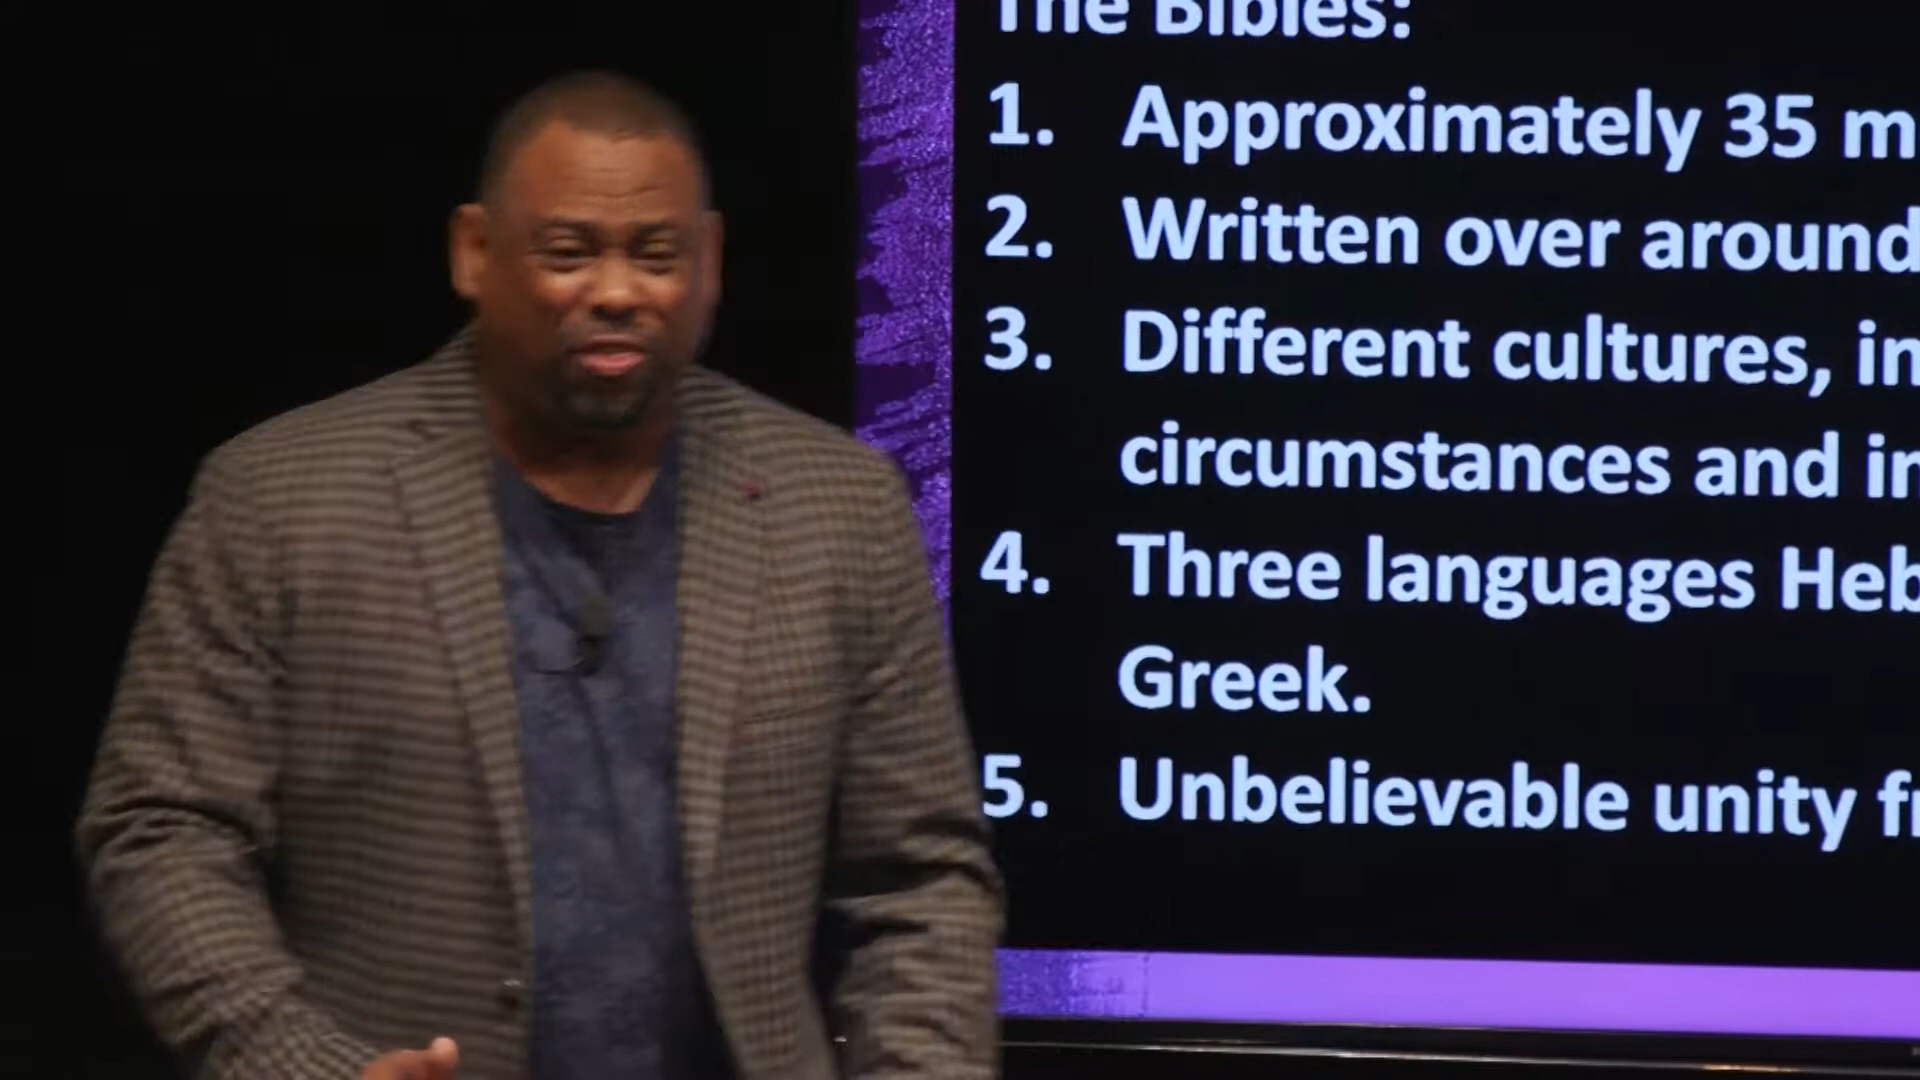 The Bibles:
1. Approximately 35 m
2. Written over around
3. Different cultures, in
circumstances and in
4. Three languages Heb
Greek.
5. Unbelievable unity fr